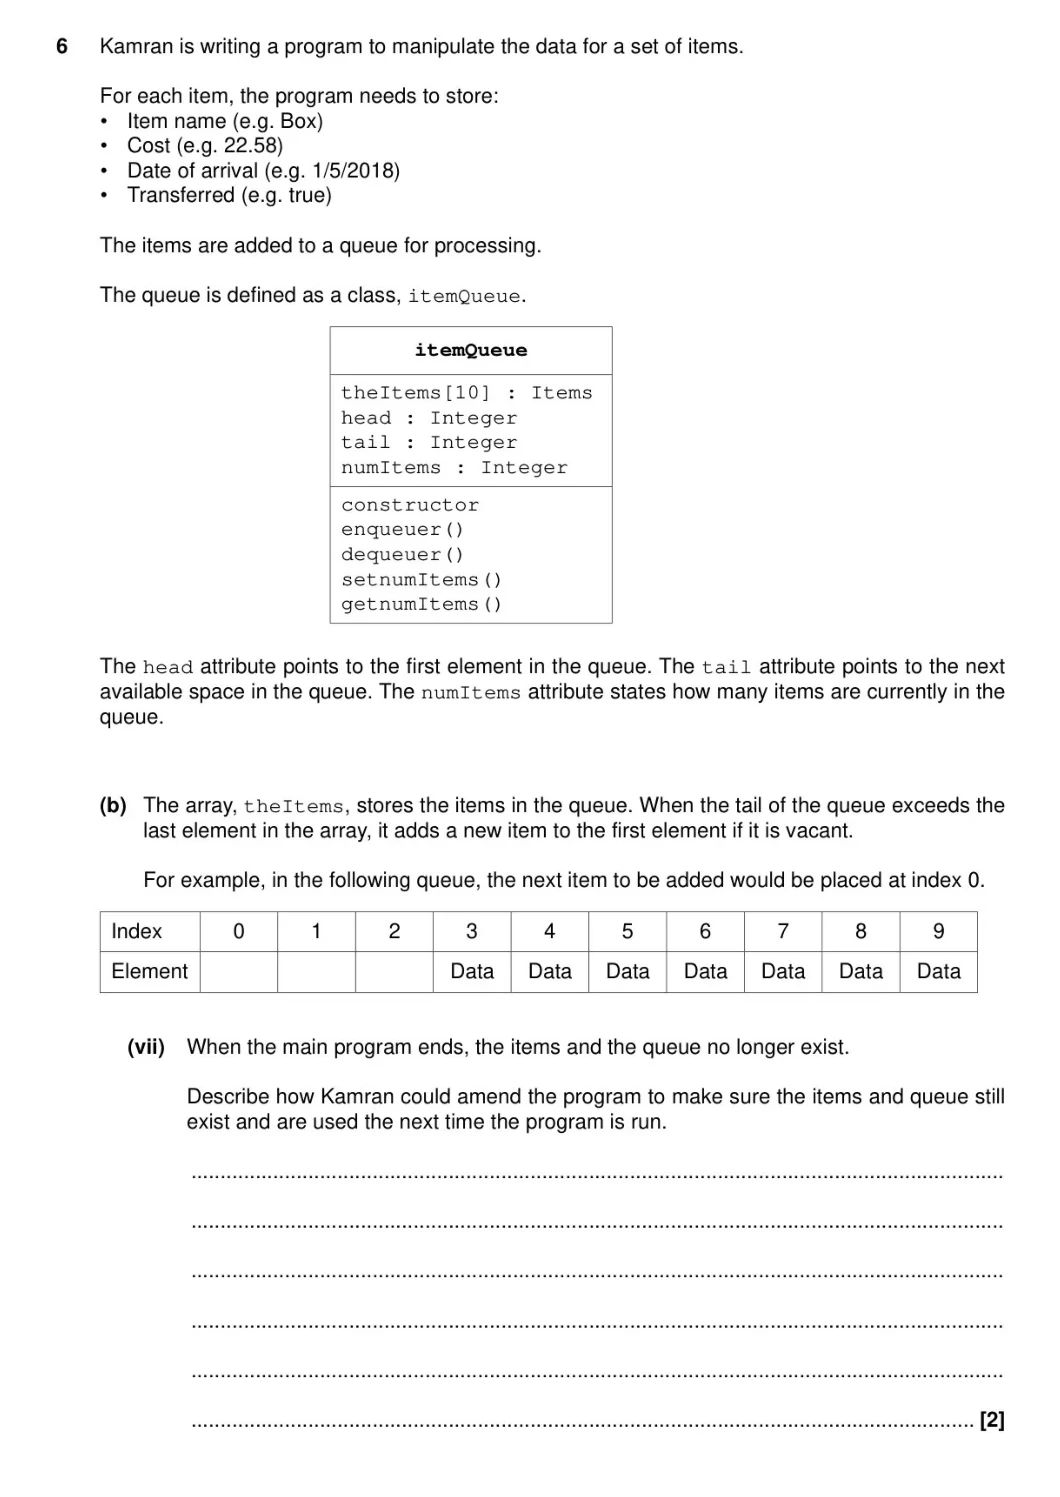 6 Kamran is writing a program to manipulate the data for a set of items.
For each item, the program needs to store:
• Item name (e.g. Box)
• Cost (e.g. 22.58)
• Date of arrival (e.g. 1/5/2018)
• Transferred (e.g. true)
The items are added to a queue for processing.
The queue is defined as a class, itemQueue.
itemQueue
theItems[10] : Items
head : Integer
tail : Integer
numItems : Integer
constructor
enqueuer()
dequeuer()
setnumItems()
getnumItems()
The head attribute points to the first element in the queue. The tail attribute points to the next
available space in the queue. The numItems attribute states how many items are currently in the
queue.
(b) The array, theItems, stores the items in the queue. When the tail of the queue exceeds the
last element in the array, it adds a new item to the first element if it is vacant.
For example, in the following queue, the next item to be added would be placed at index 0.
Index 0 1 2 3 4 5 6 7 8 9
Element Data Data Data Data Data Data Data
(vii) When the main program ends, the items and the queue no longer exist.
Describe how Kamran could amend the program to make sure the items and queue still
exist and are used the next time the program is run.
[2]